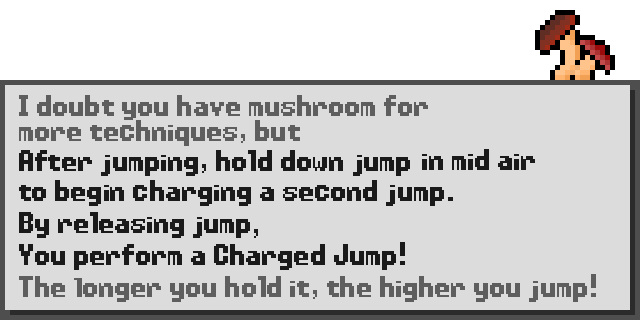 I doubt you have mushroom for
more techniques, but
After jumping, hold down jump in mid air
to begin charging a second jump.
By releasing jump,
You perform a Charged Jump!
The longer you hold it, the higher you jump!